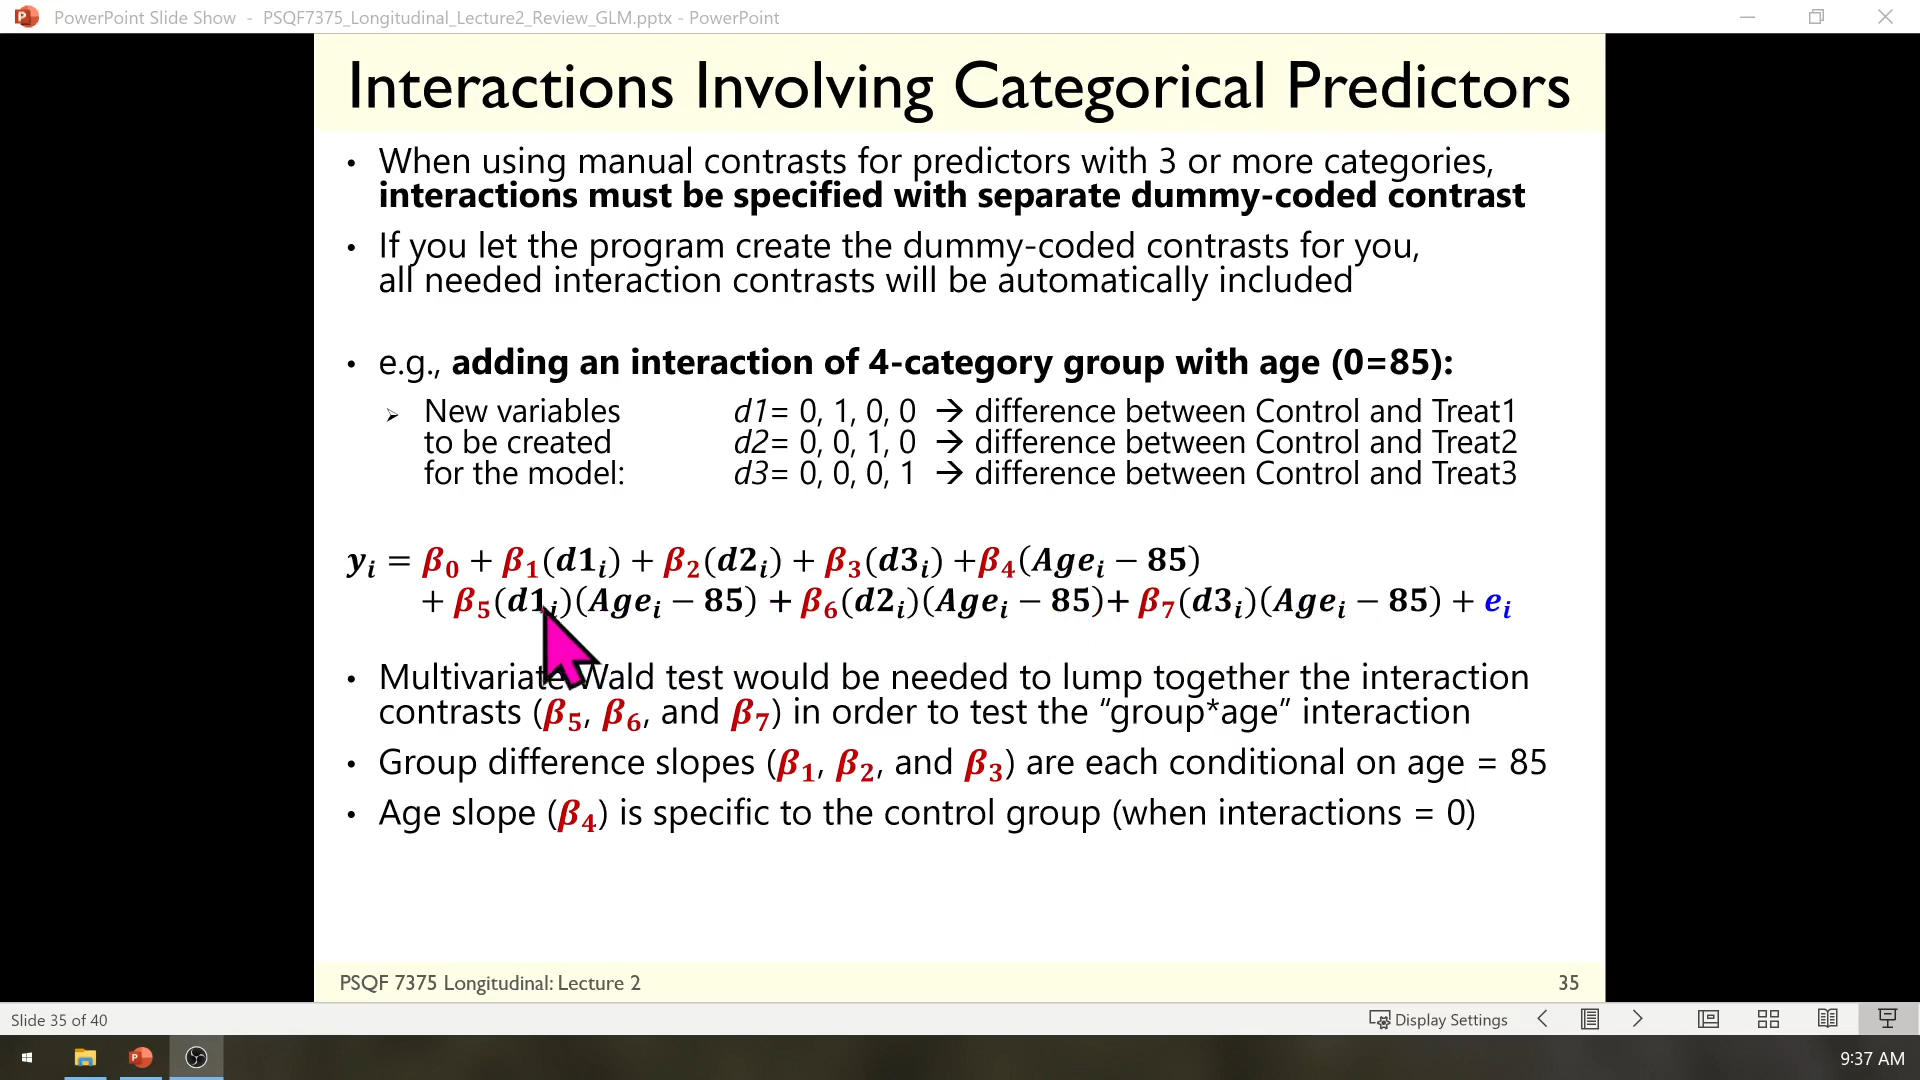 PowerPoint Slide Show - PSQF7375_Longitudinal_Lecture2_Review_GLM.pptx - PowerPoint
Interactions Involving Categorical Predictors
• When using manual contrasts for predictors with 3 or more categories,
interactions must be specified with separate dummy-coded contrast
• If you let the program create the dummy-coded contrasts for you,
all needed interaction contrasts will be automatically included
• e.g., adding an interaction of 4-category group with age (0=85):
➢ New variables d1= 0, 1, 0, 0 → difference between Control and Treat1
to be created d2= 0, 0, 1, 0 → difference between Control and Treat2
for the model: d3= 0, 0, 0, 1 → difference between Control and Treat3
yᵢ = β₀ + β₁(d1ᵢ) + β₂(d2ᵢ) + β₃(d3ᵢ) +β₄(Ageᵢ − 85)
+ β₅(d1ᵢ)(Ageᵢ − 85) + β₆(d2ᵢ)(Ageᵢ − 85)+ β₇(d3ᵢ)(Ageᵢ − 85) + eᵢ
• Multivariate Wald test would be needed to lump together the interaction
contrasts (β₅, β₆, and β₇) in order to test the “group*age” interaction
• Group difference slopes (β₁, β₂, and β₃) are each conditional on age = 85
• Age slope (β₄) is specific to the control group (when interactions = 0)
PSQF 7375 Longitudinal: Lecture 2 35
Slide 35 of 40 Display Settings
9:37 AM